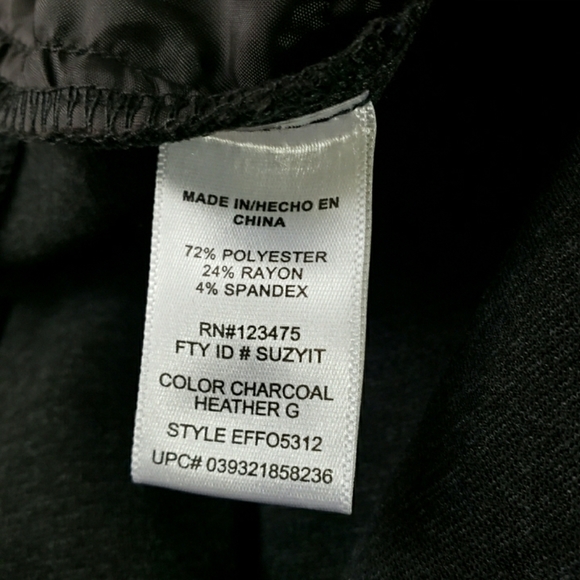 MADE IN/HECHO EN
CHINA
72% POLYESTER
24% RAYON
4% SPANDEX
RN#123475
FTY ID # SUZYIT
COLOR CHARCOAL
HEATHER G
STYLE EFFO5312
UPC# 039321858236